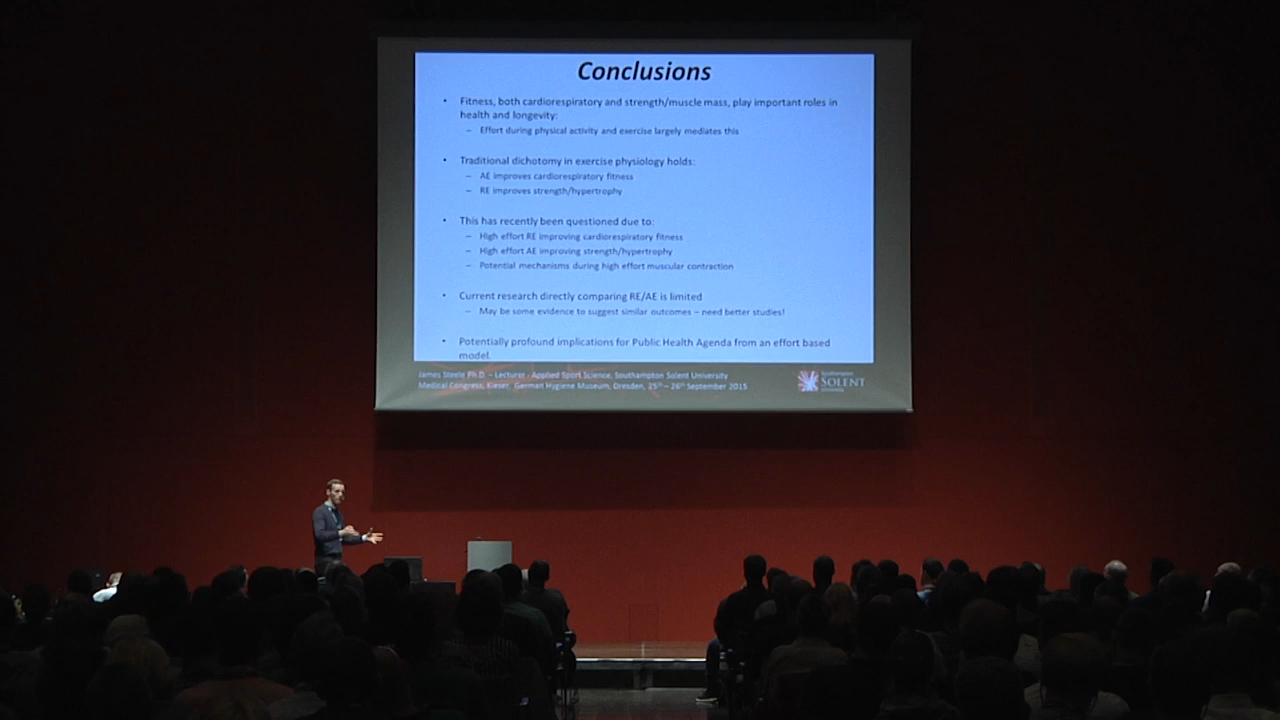 Conclusions
• Fitness, both cardiorespiratory and strength/muscle mass, play important roles in
health and longevity:
– Effort during physical activity and exercise largely mediates this
• Traditional dichotomy in exercise physiology holds:
– AE improves cardiorespiratory fitness
– RE improves strength/hypertrophy
• This has recently been questioned due to:
– High effort RE improving cardiorespiratory fitness
– High effort AE improving strength/hypertrophy
– Potential mechanisms during high effort muscular contraction
• Current research directly comparing RE/AE is limited
– May be some evidence to suggest similar outcomes – need better studies!
• Potentially profound implications for Public Health Agenda from an effort based
model.
James Steele Ph.D. – Lecturer - Applied Sport Science, Southampton Solent University
Medical Congress, Kieser, German Hygiene Museum, Dresden, 25th – 26th September 2015
Southampton
SOLENT
University